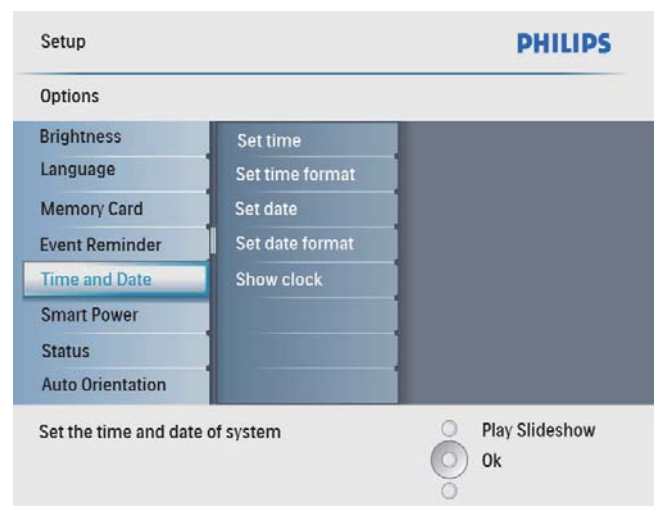 Setup
PHILIPS
Options
Brightness
Language
Memory Card
Event Reminder
Time and Date
Smart Power
Status
Auto Orientation
Set time
Set time format
Set date
Set date format
Show clock
Set the time and date of system
Play Slideshow
Ok